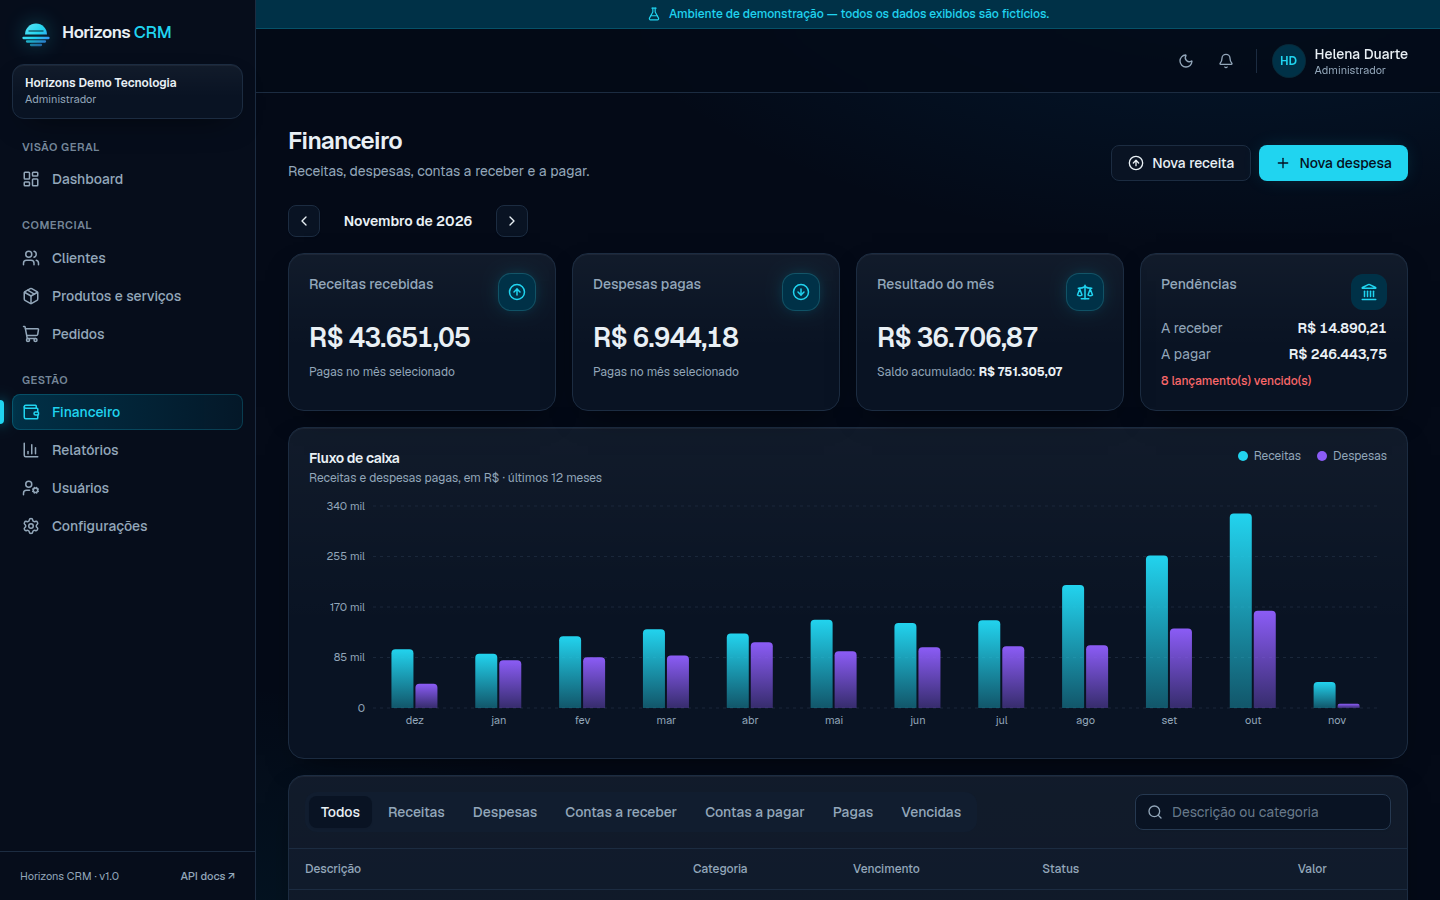 Ambiente de demonstração — todos os dados exibidos são fictícios.
Horizons CRM
Horizons Demo Tecnologia
Administrador
VISÃO GERAL
Dashboard
COMERCIAL
Clientes
Produtos e serviços
Pedidos
GESTÃO
Financeiro
Relatórios
Usuários
Configurações
Horizons CRM · v1.0
API docs
HD
Helena Duarte
Administrador
Financeiro
Receitas, despesas, contas a receber e a pagar.
Nova receita
Nova despesa
Novembro de 2026
Receitas recebidas
R$ 43.651,05
Pagas no mês selecionado
Despesas pagas
R$ 6.944,18
Pagas no mês selecionado
Resultado do mês
R$ 36.706,87
Saldo acumulado: R$ 751.305,07
Pendências
A receber R$ 14.890,21
A pagar R$ 246.443,75
8 lançamento(s) vencido(s)
Fluxo de caixa
Receitas e despesas pagas, em R$ · últimos 12 meses
Receitas Despesas
340 mil
255 mil
170 mil
85 mil
0
dez jan fev mar abr mai jun jul ago set out nov
Todos Receitas Despesas Contas a receber Contas a pagar Pagas Vencidas
Descrição ou categoria
Descrição Categoria Vencimento Status Valor